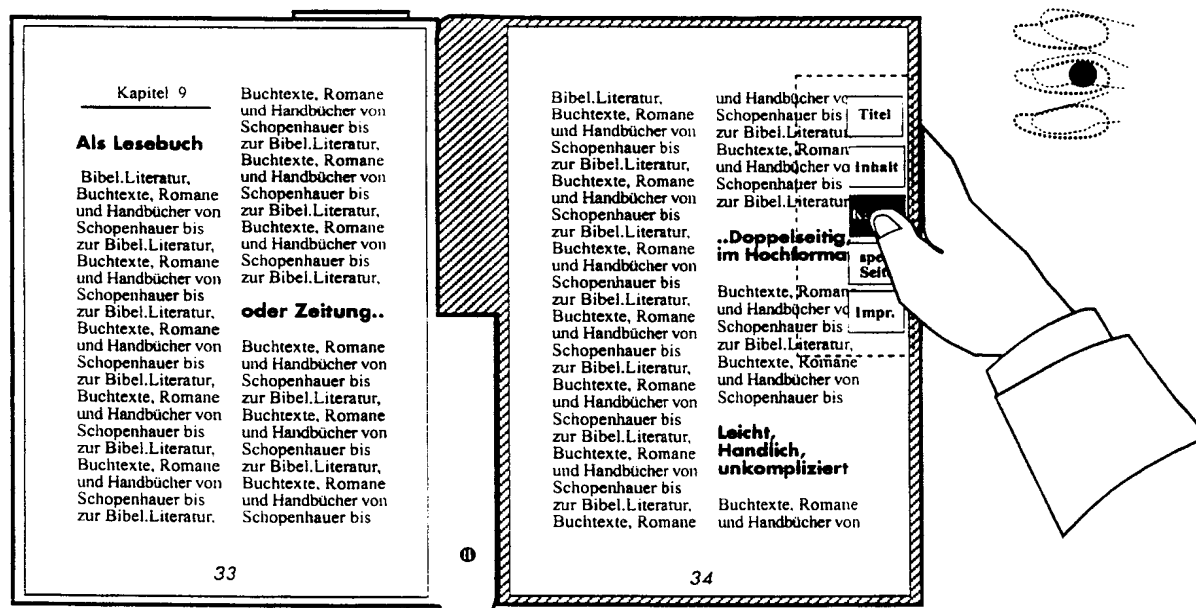 Kapitel 9
Als Lesebuch
Bibel.Literatur,
Buchtexte, Romane
und Handbücher von
Schopenhauer bis
zur Bibel.Literatur,
Buchtexte, Romane
und Handbücher von
Schopenhauer bis
zur Bibel.Literatur,
Buchtexte, Romane
und Handbücher von
Schopenhauer bis
zur Bibel.Literatur,
Buchtexte, Romane
und Handbücher von
Schopenhauer bis
zur Bibel.Literatur,
Buchtexte, Romane
und Handbücher von
Schopenhauer bis
zur Bibel.Literatur.
Buchtexte, Romane
und Handbücher von
Schopenhauer bis
zur Bibel.Literatur,
Buchtexte, Romane
und Handbücher von
Schopenhauer bis
zur Bibel.Literatur,
Buchtexte, Romane
und Handbücher von
Schopenhauer bis
zur Bibel.Literatur,
oder Zeitung..
Buchtexte, Romane
und Handbücher von
Schopenhauer bis
zur Bibel.Literatur,
Buchtexte, Romane
und Handbücher von
Schopenhauer bis
zur Bibel.Literatur,
Buchtexte, Romane
und Handbücher von
Schopenhauer bis
33
Bibel.Literatur,
Buchtexte, Romane
und Handbücher von
Schopenhauer bis
zur Bibel.Literatur,
Buchtexte, Romane
und Handbücher von
Schopenhauer bis
zur Bibel.Literatur,
Buchtexte, Romane
und Handbücher von
Schopenhauer bis
zur Bibel.Literatur,
Buchtexte, Romane
und Handbücher von
Schopenhauer bis
zur Bibel.Literatur,
Buchtexte, Romane
und Handbücher von
Schopenhauer bis
zur Bibel.Literatur,
Buchtexte, Romane
und Handbücher von
Schopenhauer bis
zur Bibel.Literatur,
Buchtexte, Romane
und Handbücher
Schopenhauer bis
zur Bibel.Literatur
Buchtexte, Roman
und Handbücher
Schopenhauer bis
zur Bibel.Literatur
..Doppelseitig,
im Hochforma
Buchtexte, Roman
und Handbücher
Schopenhauer bis
zur Bibel.Literatur,
Buchtexte, Romane
und Handbücher von
Schopenhauer bis
Leicht,
Handlich,
unkompliziert
Buchtexte, Romane
und Handbücher von
34
Titel
Inhalt
Seit
Impr.